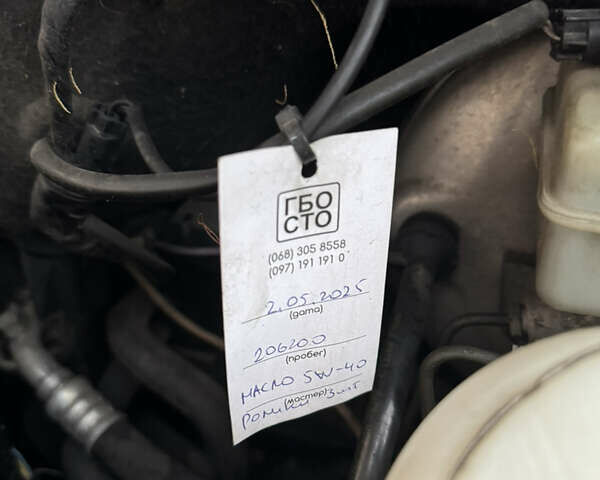 ГБО
СТО
(068) 305 8558
(097) 191 191 0
2.05.2025
(дата)
206200
(пробег)
МАСЛО 5W-40
(мастер)
3шт